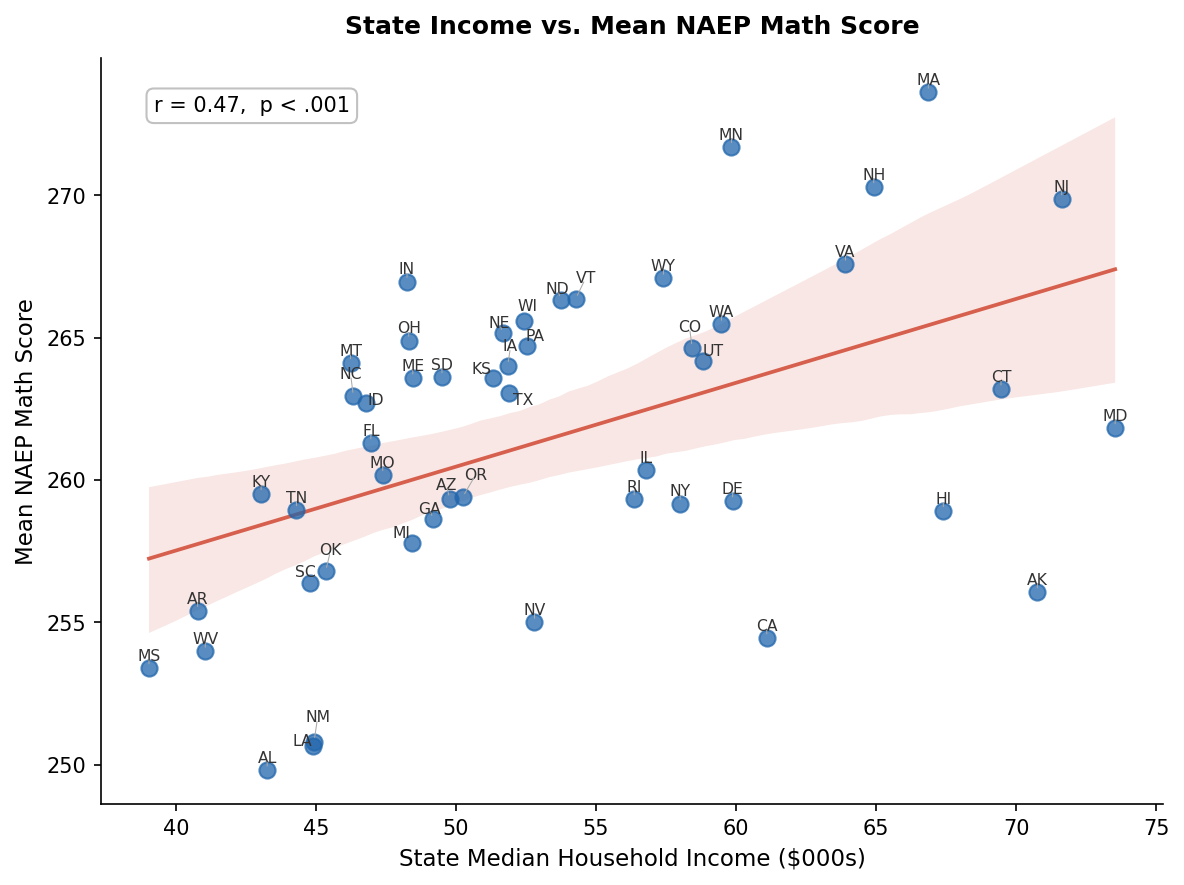 State Income vs. Mean NAEP Math Score
r = 0.47,  p < .001
MA
MN
NH
NJ
VA
IN
WY
VT
ND
WI
WA
NE
OH
CO
PA
IA
UT
MT
ME
SD
KS
NC
CT
ID
TX
MD
FL
IL
MO
OR
KY
AZ
RI
NY
DE
TN
HI
GA
MI
OK
SC
AK
AR
NV
WV
CA
MS
NM
LA
AL
270
265
260
255
250
Mean NAEP Math Score
40 45 50 55 60 65 70 75
State Median Household Income ($000s)